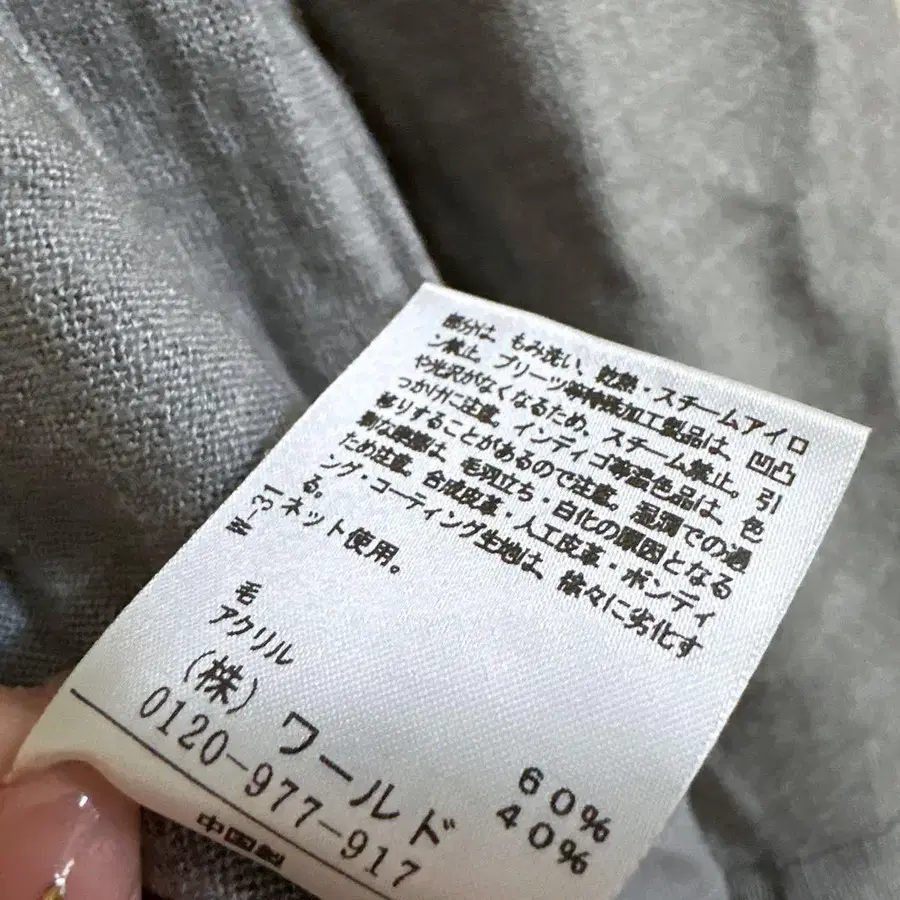 部分は、もみ洗い、乾熱・スチームアイロ
ン禁止。プリーツ等特殊加工製品は、凹凸
や光沢がなくなるため、スチーム禁止。引
っかけに注意。インディゴ等濃色品は、色
移りすることがあるので注意。湿潤での過
剰な摩擦は、毛羽立ち・白化の原因となる
ため注意。合成皮革・人工皮革・ボンディ
ング・コーティング生地は、徐々に劣化す
る。
ネット使用。
毛 60%
アクリル 40%
(株) ワールド
0120-977-917
中国製